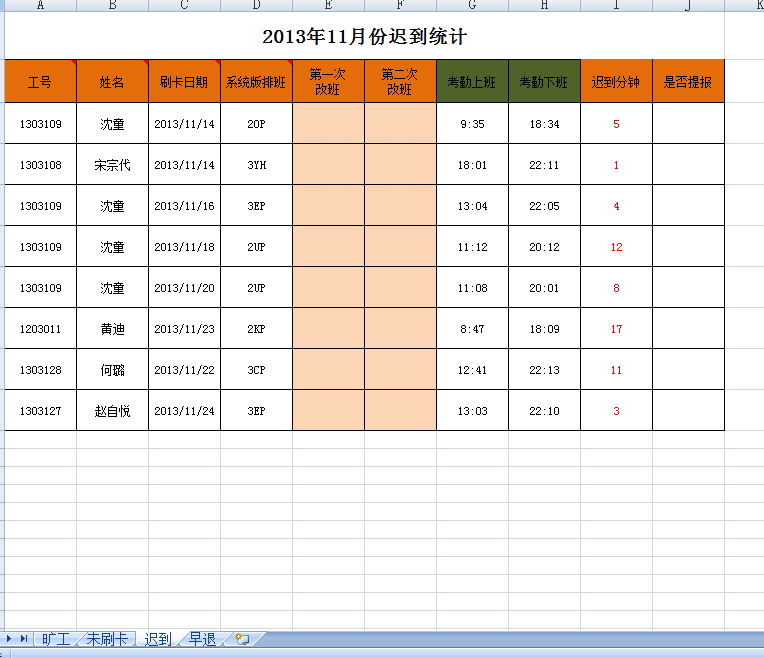 A B C D E F G H I J K
2013年11月份迟到统计
工号 姓名 刷卡日期 系统版排班 第一次改班 第二次改班 考勤上班 考勤下班 迟到分钟 是否提报
1303109 沈童 2013/11/14 2OP 9:35 18:34 5
1303108 宋宗代 2013/11/14 3YH 18:01 22:11 1
1303109 沈童 2013/11/16 3EP 13:04 22:05 4
1303109 沈童 2013/11/18 2UP 11:12 20:12 12
1303109 沈童 2013/11/20 2UP 11:08 20:01 8
1203011 黄迪 2013/11/23 2KP 8:47 18:09 17
1303128 何璐 2013/11/22 3CP 12:41 22:13 11
1303127 赵自悦 2013/11/24 3EP 13:03 22:10 3
旷工 未刷卡 迟到 早退